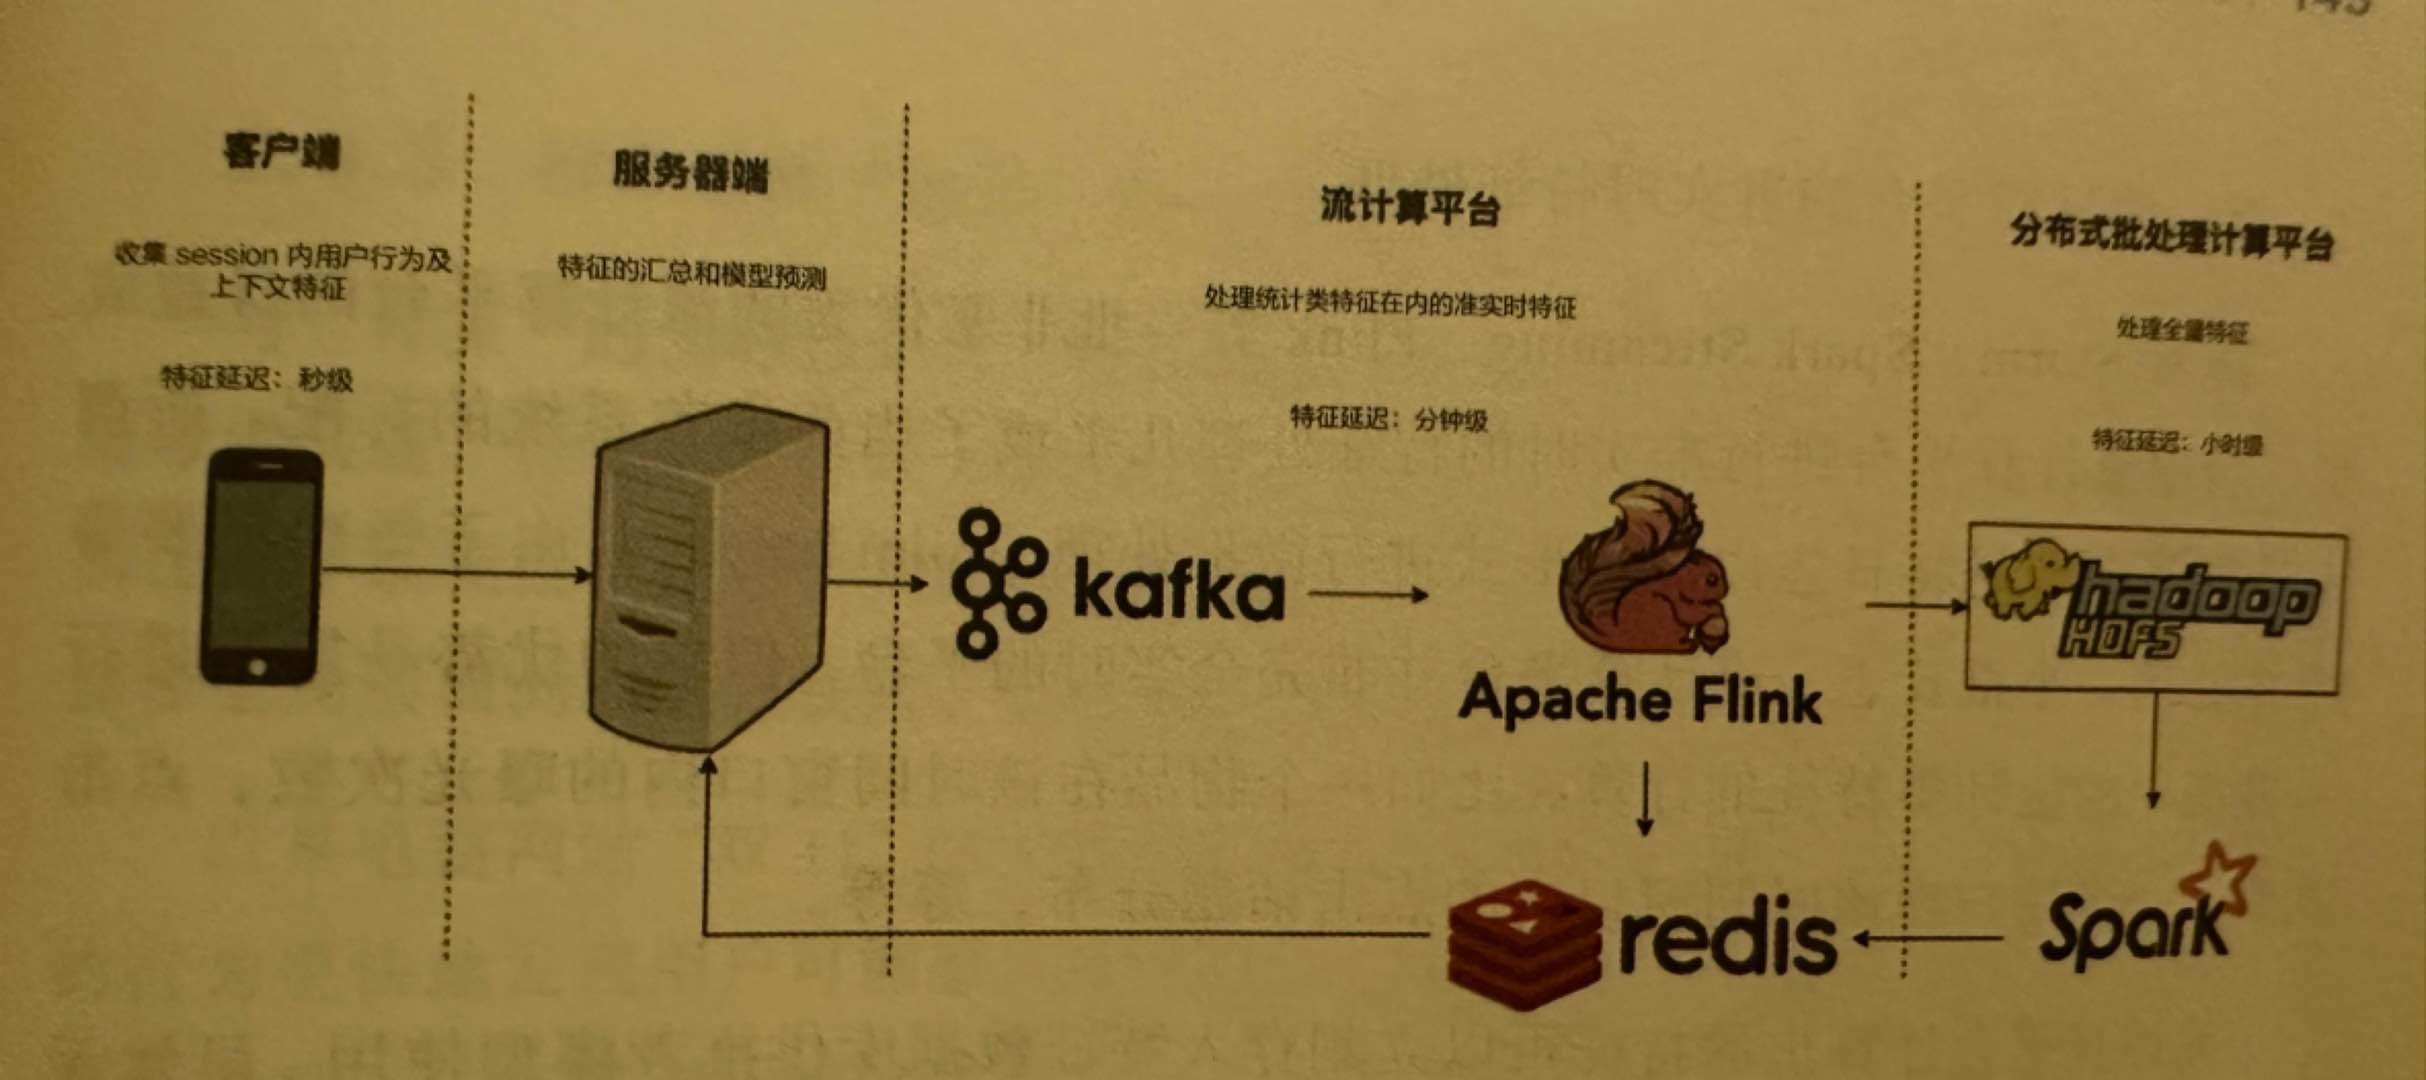 客户端
收集 session 内用户行为及
上下文特征
特征延迟：秒级
服务器端
特征的汇总和模型预测
流计算平台
处理统计类特征在内的准实时特征
特征延迟：分钟级
kafka
Apache Flink
redis
分布式批处理计算平台
处理全量特征
特征延迟：小时级
hadoop
HDFS
Spark